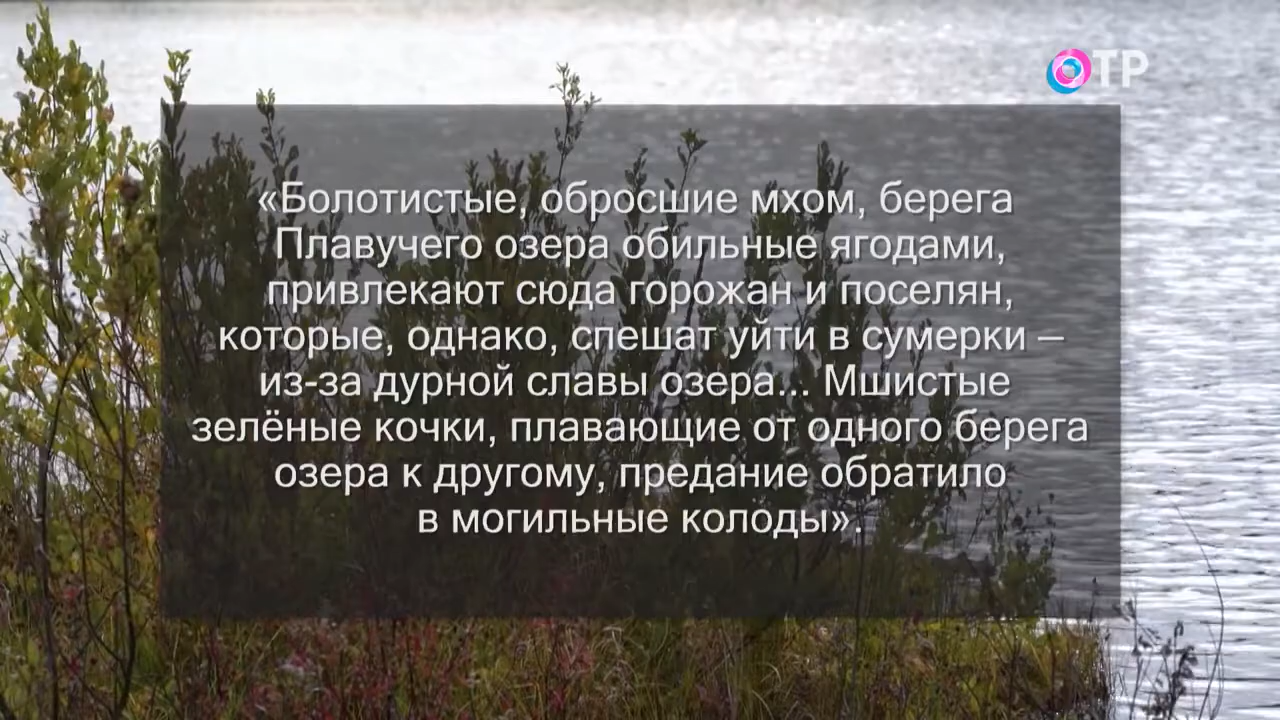 ОТР
«Болотистые, обросшие мхом, берега
Плавучего озера обильные ягодами,
привлекают сюда горожан и поселян,
которые, однако, спешат уйти в сумерки –
из-за дурной славы озера... Мшистые
зелёные кочки, плавающие от одного берега
озера к другому, предание обратило
в могильные колоды».